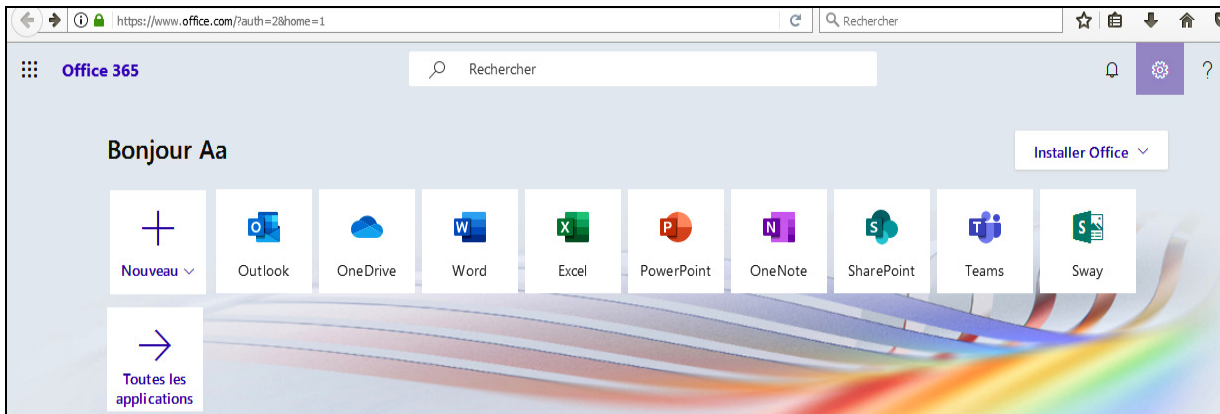 https://www.office.com/?auth=2&home=1
Rechercher
Office 365
Rechercher
?
Bonjour Aa
Installer Office
Nouveau
Outlook
OneDrive
Word
Excel
PowerPoint
OneNote
SharePoint
Teams
Sway
Toutes les
applications